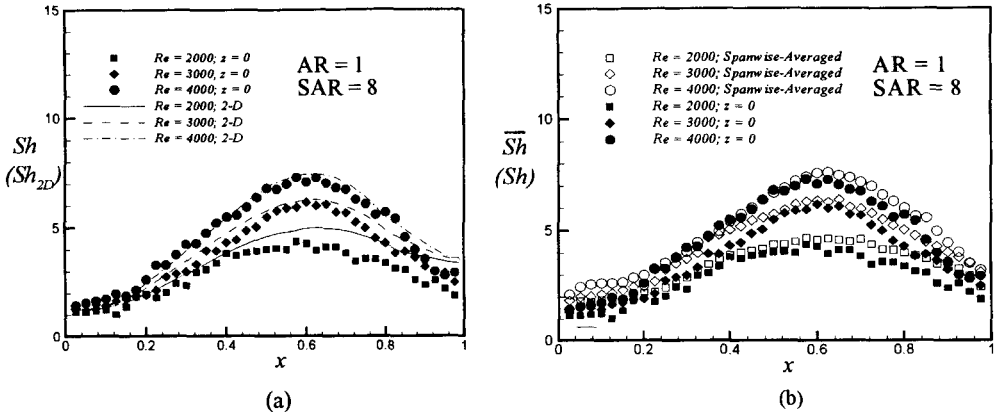 15
Re = 2000; z = 0
Re = 3000; z = 0
Re = 4000; z = 0
Re = 2000; 2-D
Re = 3000; 2-D
Re = 4000; 2-D
AR = 1
SAR = 8
10
Sh
(Sh2D)
5
0
0 0.2 0.4 0.6 0.8 1
x
(a)
15
Re = 2000; Spanwise-Averaged
Re = 3000; Spanwise-Averaged
Re = 4000; Spanwise-Averaged
Re = 2000; z = 0
Re = 3000; z = 0
Re = 4000; z = 0
AR = 1
SAR = 8
10
S̅h̅
(Sh)
5
0
0 0.2 0.4 0.6 0.8 1
x
(b)